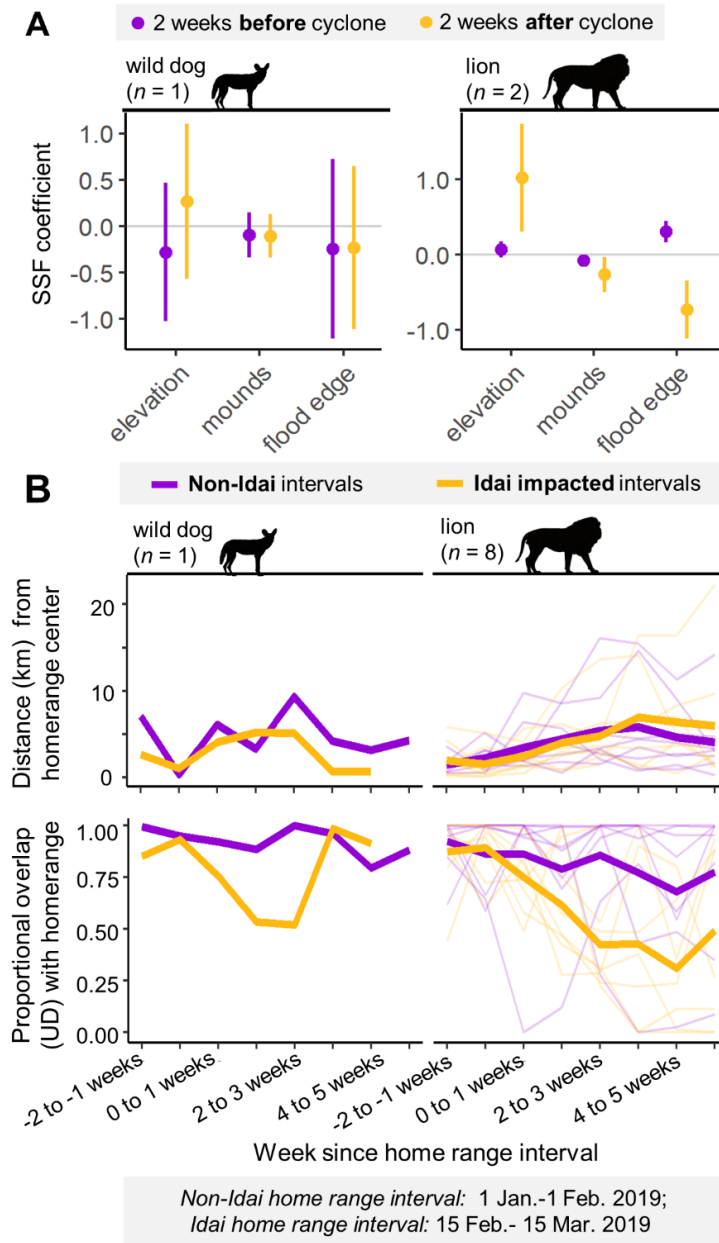 A
2 weeks before cyclone 2 weeks after cyclone
wild dog
(n = 1)
lion
(n = 2)
SSF coefficient
1.0
0.5
0.0
-0.5
-1.0
elevation
mounds
flood edge
1.0
0.0
-1.0
elevation
mounds
flood edge
B
Non-Idai intervals Idai impacted intervals
wild dog
(n = 1)
lion
(n = 8)
Distance (km) from
homerange center
20
10
0
Proportional overlap
(UD) with homerange
1.00
0.75
0.50
0.25
0.00
-2 to -1 weeks
0 to 1 weeks
2 to 3 weeks
4 to 5 weeks
-2 to -1 weeks
0 to 1 weeks
2 to 3 weeks
4 to 5 weeks
Week since home range interval
Non-Idai home range interval: 1 Jan.-1 Feb. 2019;
Idai home range interval: 15 Feb.- 15 Mar. 2019